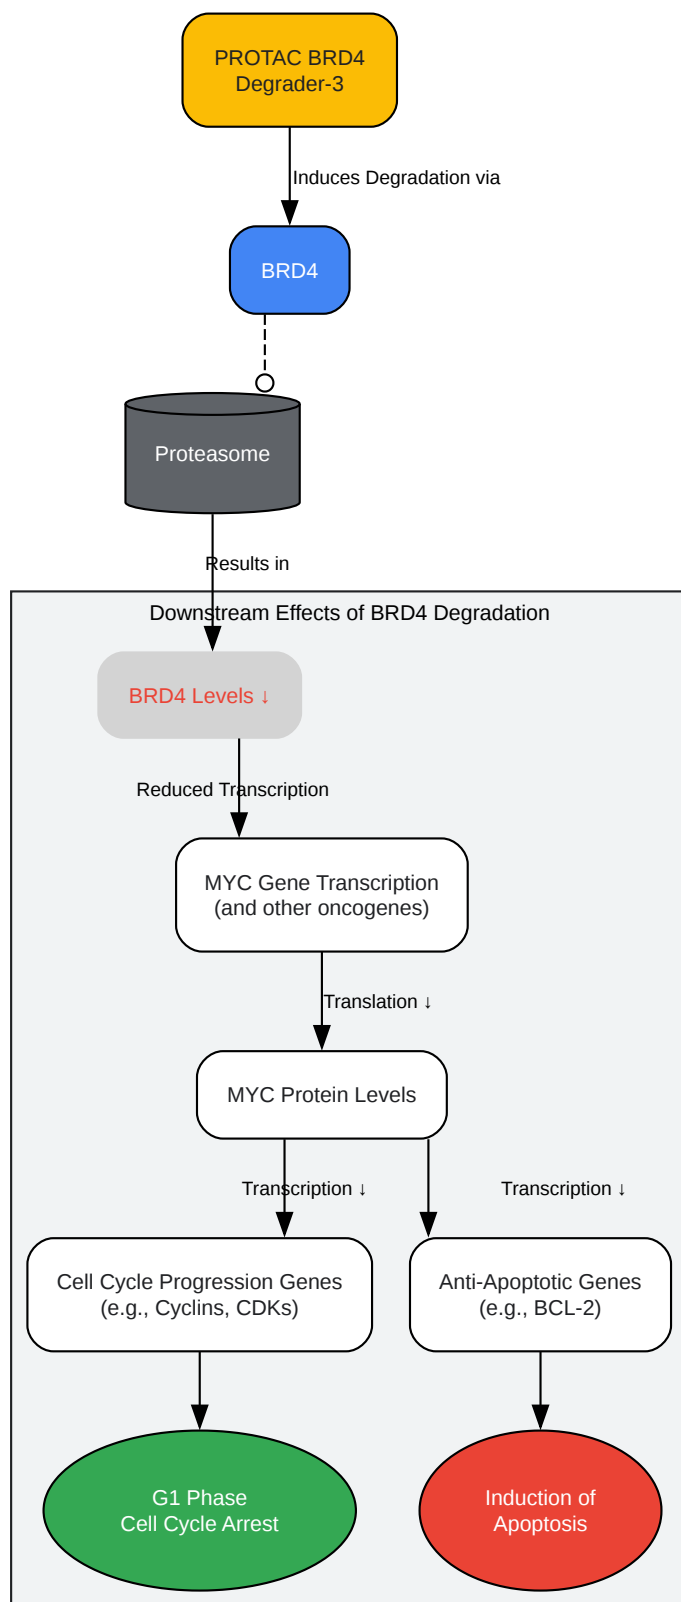 PROTAC BRD4
Degrader-3
Induces Degradation via
BRD4
Proteasome
Results in
Downstream Effects of BRD4 Degradation
BRD4 Levels ↓
Reduced Transcription
MYC Gene Transcription
(and other oncogenes)
Translation ↓
MYC Protein Levels
Transcription ↓
Transcription ↓
Cell Cycle Progression Genes
(e.g., Cyclins, CDKs)
Anti-Apoptotic Genes
(e.g., BCL-2)
G1 Phase
Cell Cycle Arrest
Induction of
Apoptosis